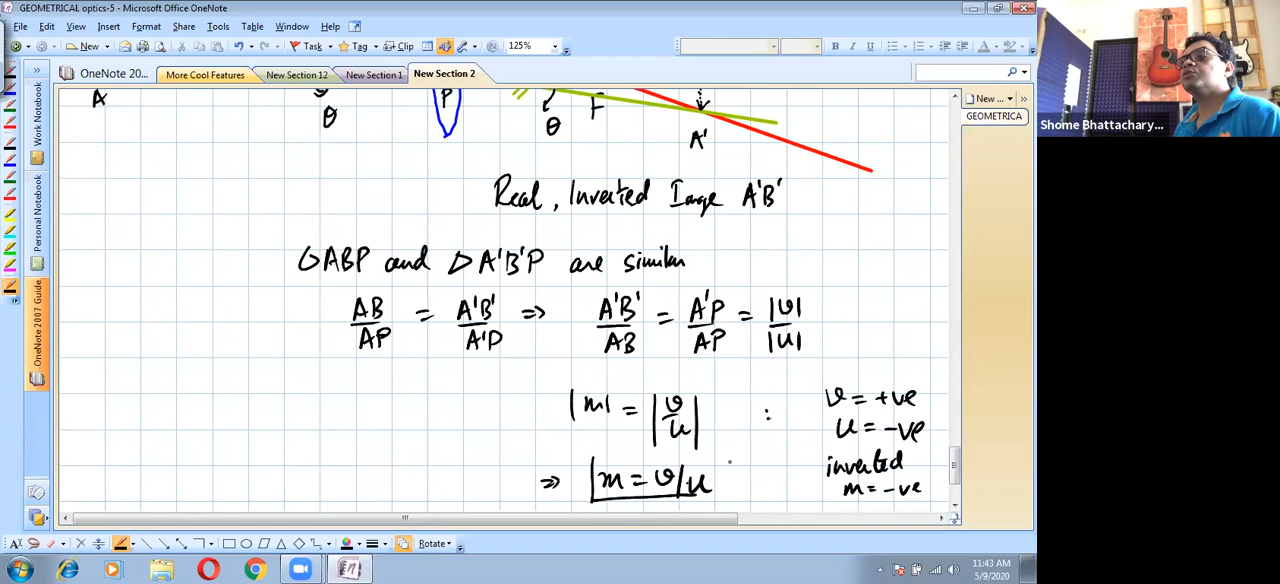 GEOMETRICAL optics-5 - Microsoft Office OneNote
File Edit View Insert Format Share Tools Table Window Help
New Task Tag Clip 125%
OneNote 20... More Cool Features New Section 12 New Section 1 New Section 2
New ...
GEOMETRICA
Work Notebook
Personal Notebook
OneNote 2007 Guide
A θ P θ F A'
Real, Inverted Image A'B'
△ABP and △A'B'P are similar
AB/AP = A'B'/A'P ⇒ A'B'/AB = A'P/AP = |v|/|u|
|m| = |v/u| : v = +ve
u = -ve
inverted
⇒ m = v/u m = -ve
Rotate
11:43 AM
5/9/2020
Shome Bhattachary...